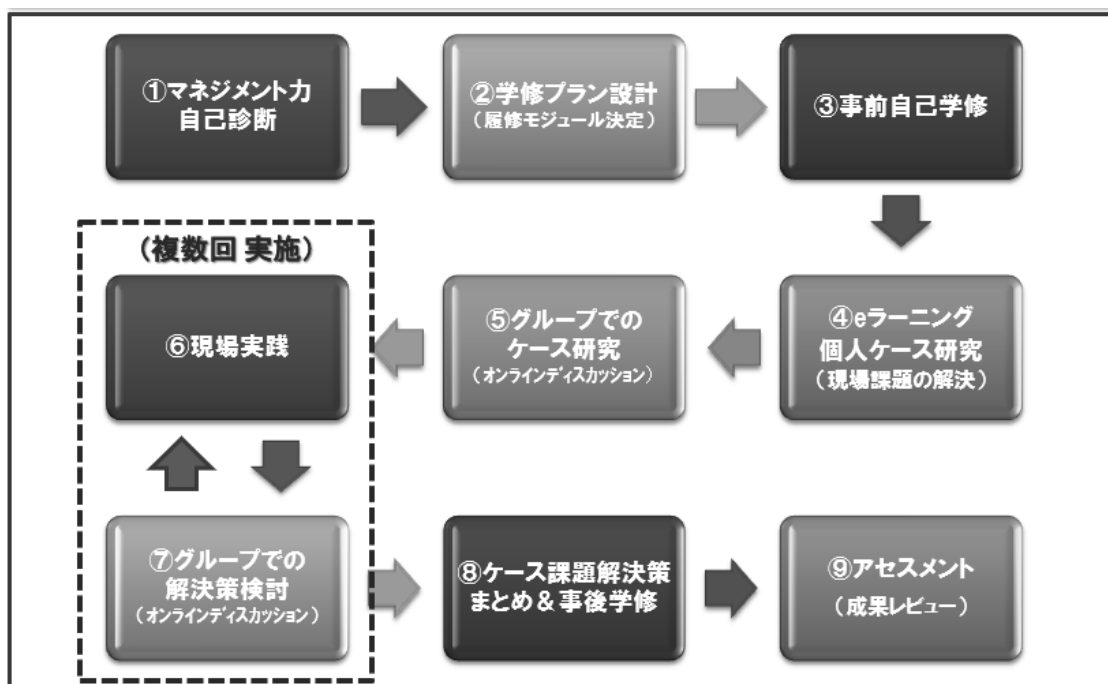 ①マネジメント力
自己診断
②学修プラン設計
（履修モジュール決定）
③事前自己学修
④eラーニング
個人ケース研究
（現場課題の解決）
⑤グループでの
ケース研究
（オンラインディスカッション）
（複数回 実施）
⑥現場実践
⑦グループでの
解決策検討
（オンラインディスカッション）
⑧ケース課題解決策
まとめ＆事後学修
⑨アセスメント
（成果レビュー）